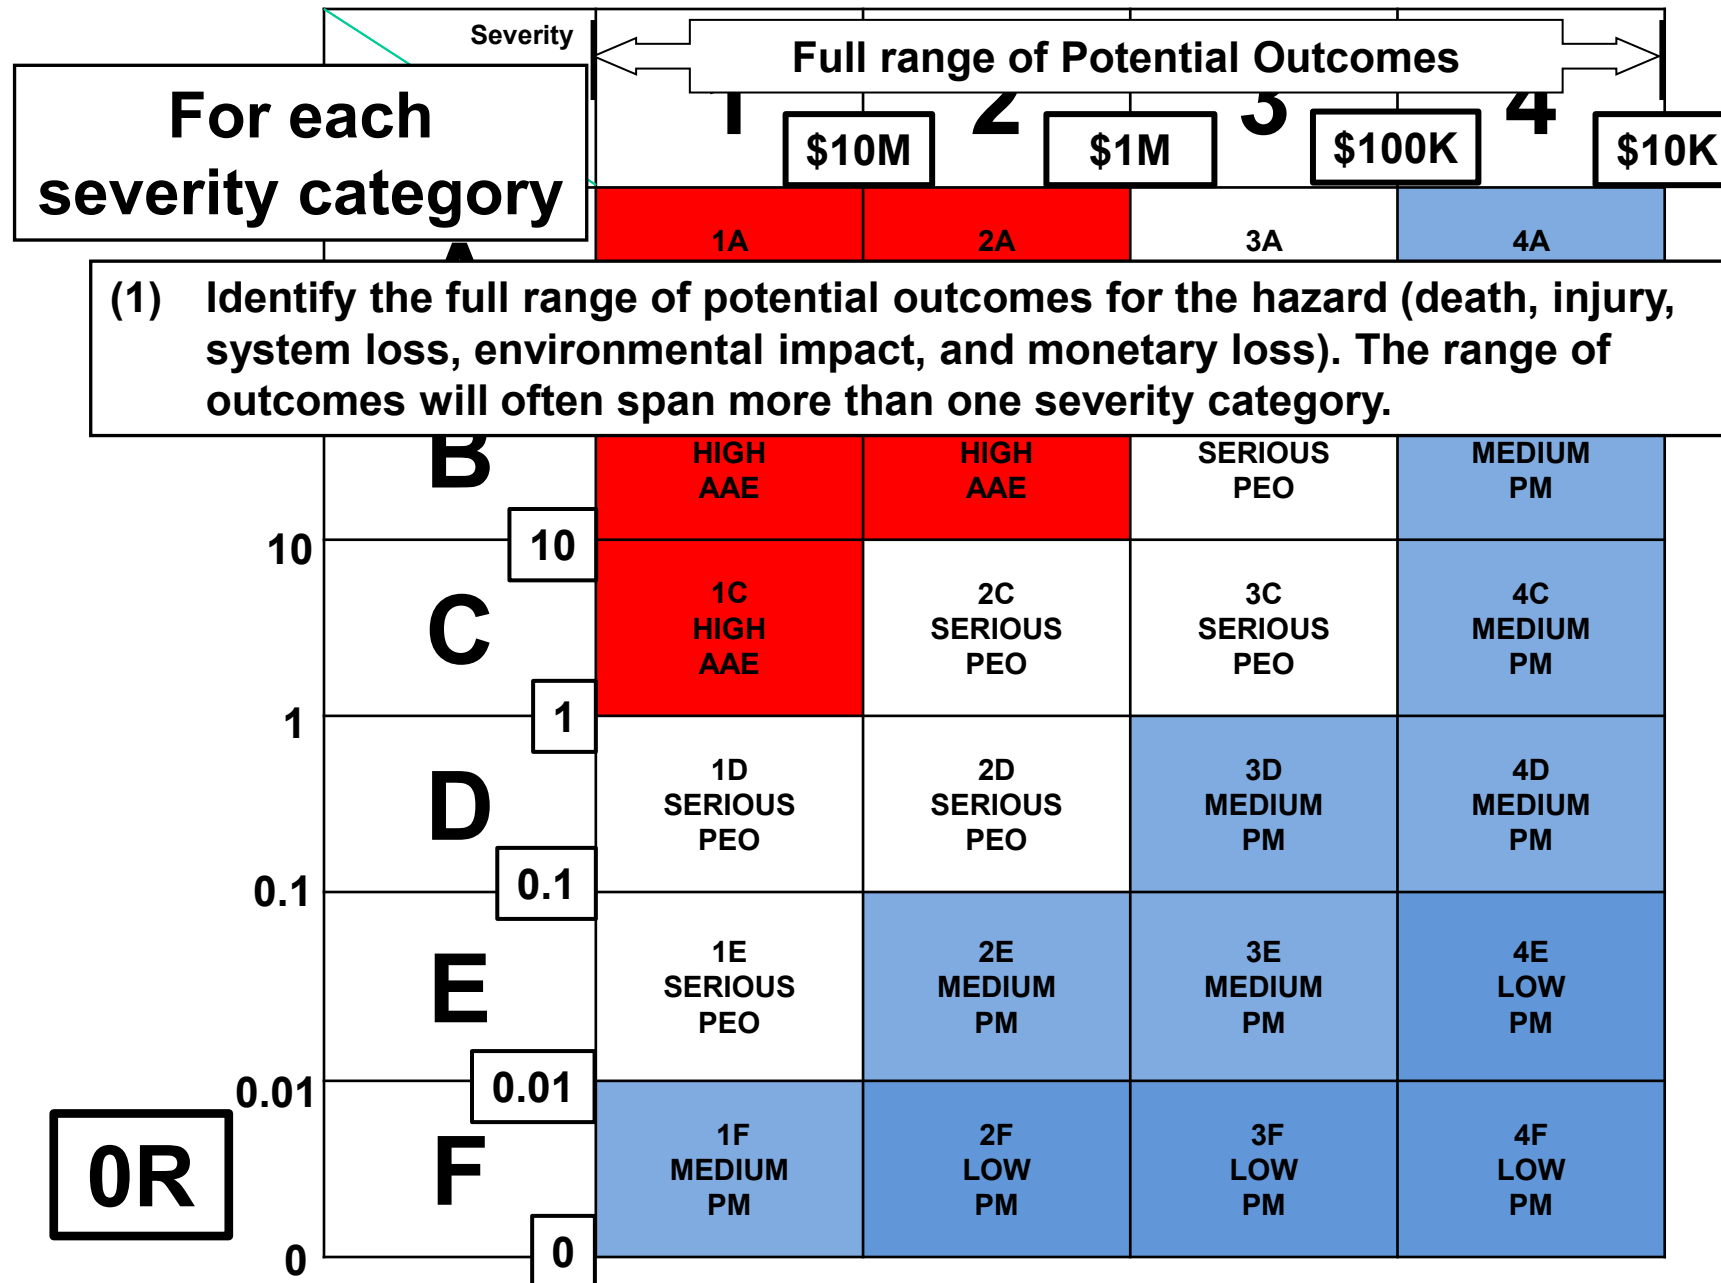 Severity
Full range of Potential Outcomes
For each
severity category
1
2
3
4
$10M
$1M
$100K
$10K
1A
2A
3A
4A
A
(1) Identify the full range of potential outcomes for the hazard (death, injury,
system loss, environmental impact, and monetary loss). The range of
outcomes will often span more than one severity category.
B
HIGH
AAE
HIGH
AAE
SERIOUS
PEO
MEDIUM
PM
10
10
C
1C
HIGH
AAE
2C
SERIOUS
PEO
3C
SERIOUS
PEO
4C
MEDIUM
PM
1
1
D
1D
SERIOUS
PEO
2D
SERIOUS
PEO
3D
MEDIUM
PM
4D
MEDIUM
PM
0.1
0.1
E
1E
SERIOUS
PEO
2E
MEDIUM
PM
3E
MEDIUM
PM
4E
LOW
PM
0.01
0.01
0R
F
1F
MEDIUM
PM
2F
LOW
PM
3F
LOW
PM
4F
LOW
PM
0
0